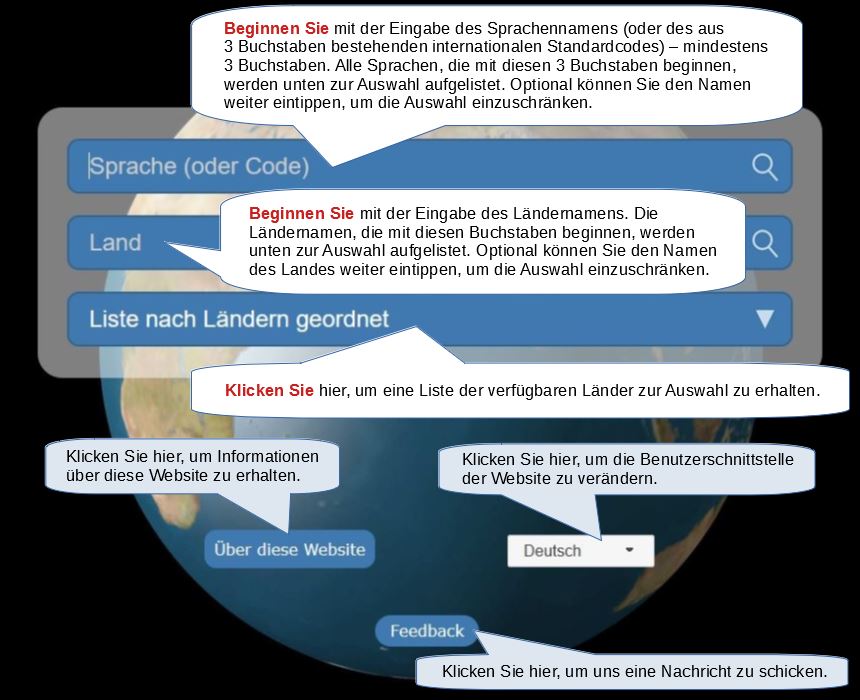 Beginnen Sie mit der Eingabe des Sprachennamens (oder des aus
3 Buchstaben bestehenden internationalen Standardcodes) – mindestens
3 Buchstaben. Alle Sprachen, die mit diesen 3 Buchstaben beginnen,
werden unten zur Auswahl aufgelistet. Optional können Sie den Namen
weiter eintippen, um die Auswahl einzuschränken.
Sprache (oder Code)
Beginnen Sie mit der Eingabe des Ländernamens. Die
Ländernamen, die mit diesen Buchstaben beginnen, werden
unten zur Auswahl aufgelistet. Optional können Sie den Namen
des Landes weiter eintippen, um die Auswahl einzuschränken.
Land
Liste nach Ländern geordnet
Klicken Sie hier, um eine Liste der verfügbaren Länder zur Auswahl zu erhalten.
Klicken Sie hier, um Informationen
über diese Website zu erhalten.
Klicken Sie hier, um die Benutzerschnittstelle
der Website zu verändern.
Über diese Website
Deutsch
Feedback
Klicken Sie hier, um uns eine Nachricht zu schicken.